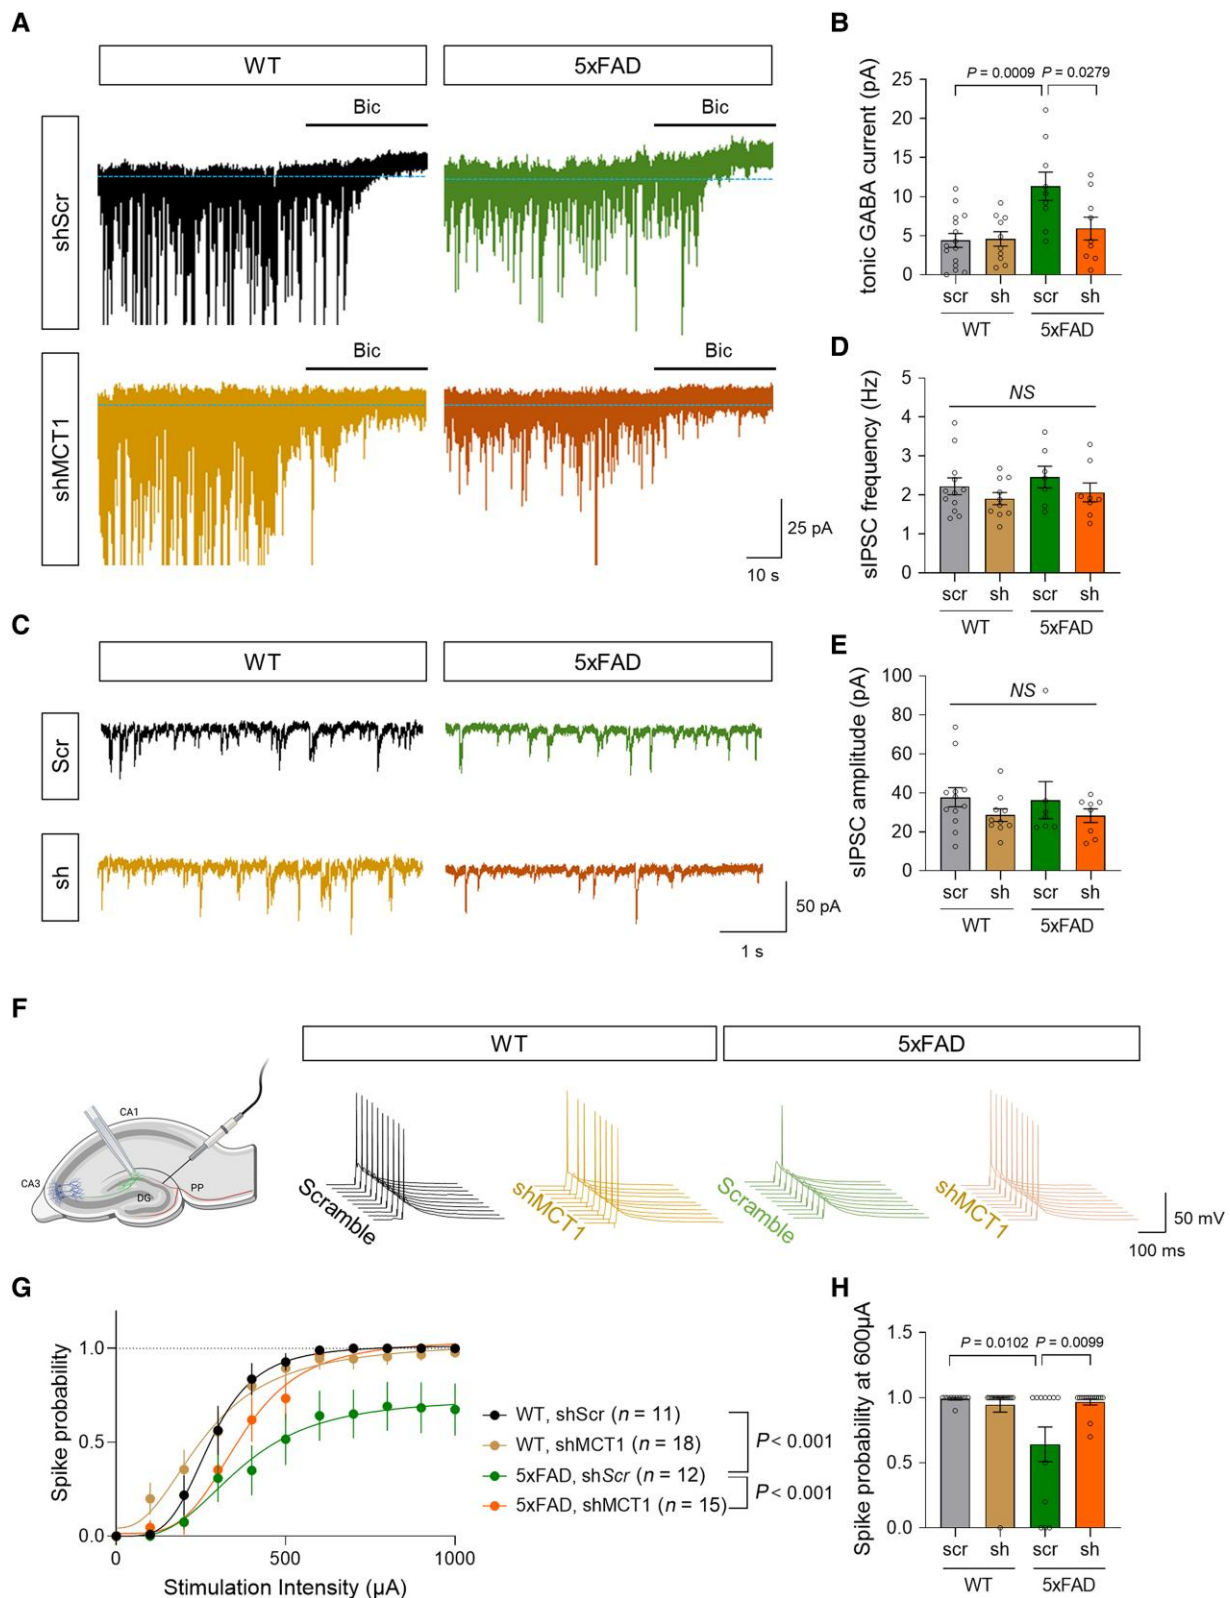 A
WT
5xFAD
Bic
Bic
shScr
Bic
Bic
shMCT1
25 pA
10 s
B
P = 0.0009
P = 0.0279
tonic GABA current (pA)
25
20
15
10
5
0
scr
sh
scr
sh
WT
5xFAD
C
WT
5xFAD
Scr
sh
50 pA
1 s
D
NS
sIPSC frequency (Hz)
5
4
3
2
1
0
scr
sh
scr
sh
WT
5xFAD
E
NS
sIPSC amplitude (pA)
100
80
60
40
20
0
scr
sh
scr
sh
WT
5xFAD
F
CA1
CA3
DG
PP
WT
5xFAD
Scramble
shMCT1
Scramble
shMCT1
50 mV
100 ms
G
Spike probability
1.0
0.5
0.0
0
500
1000
Stimulation Intensity (µA)
WT, shScr (n = 11)
WT, shMCT1 (n = 18)
5xFAD, shScr (n = 12)
5xFAD, shMCT1 (n = 15)
P < 0.001
P < 0.001
H
P = 0.0102
P = 0.0099
Spike probability at 600µA
1.5
1.0
0.5
0.0
scr
sh
scr
sh
WT
5xFAD